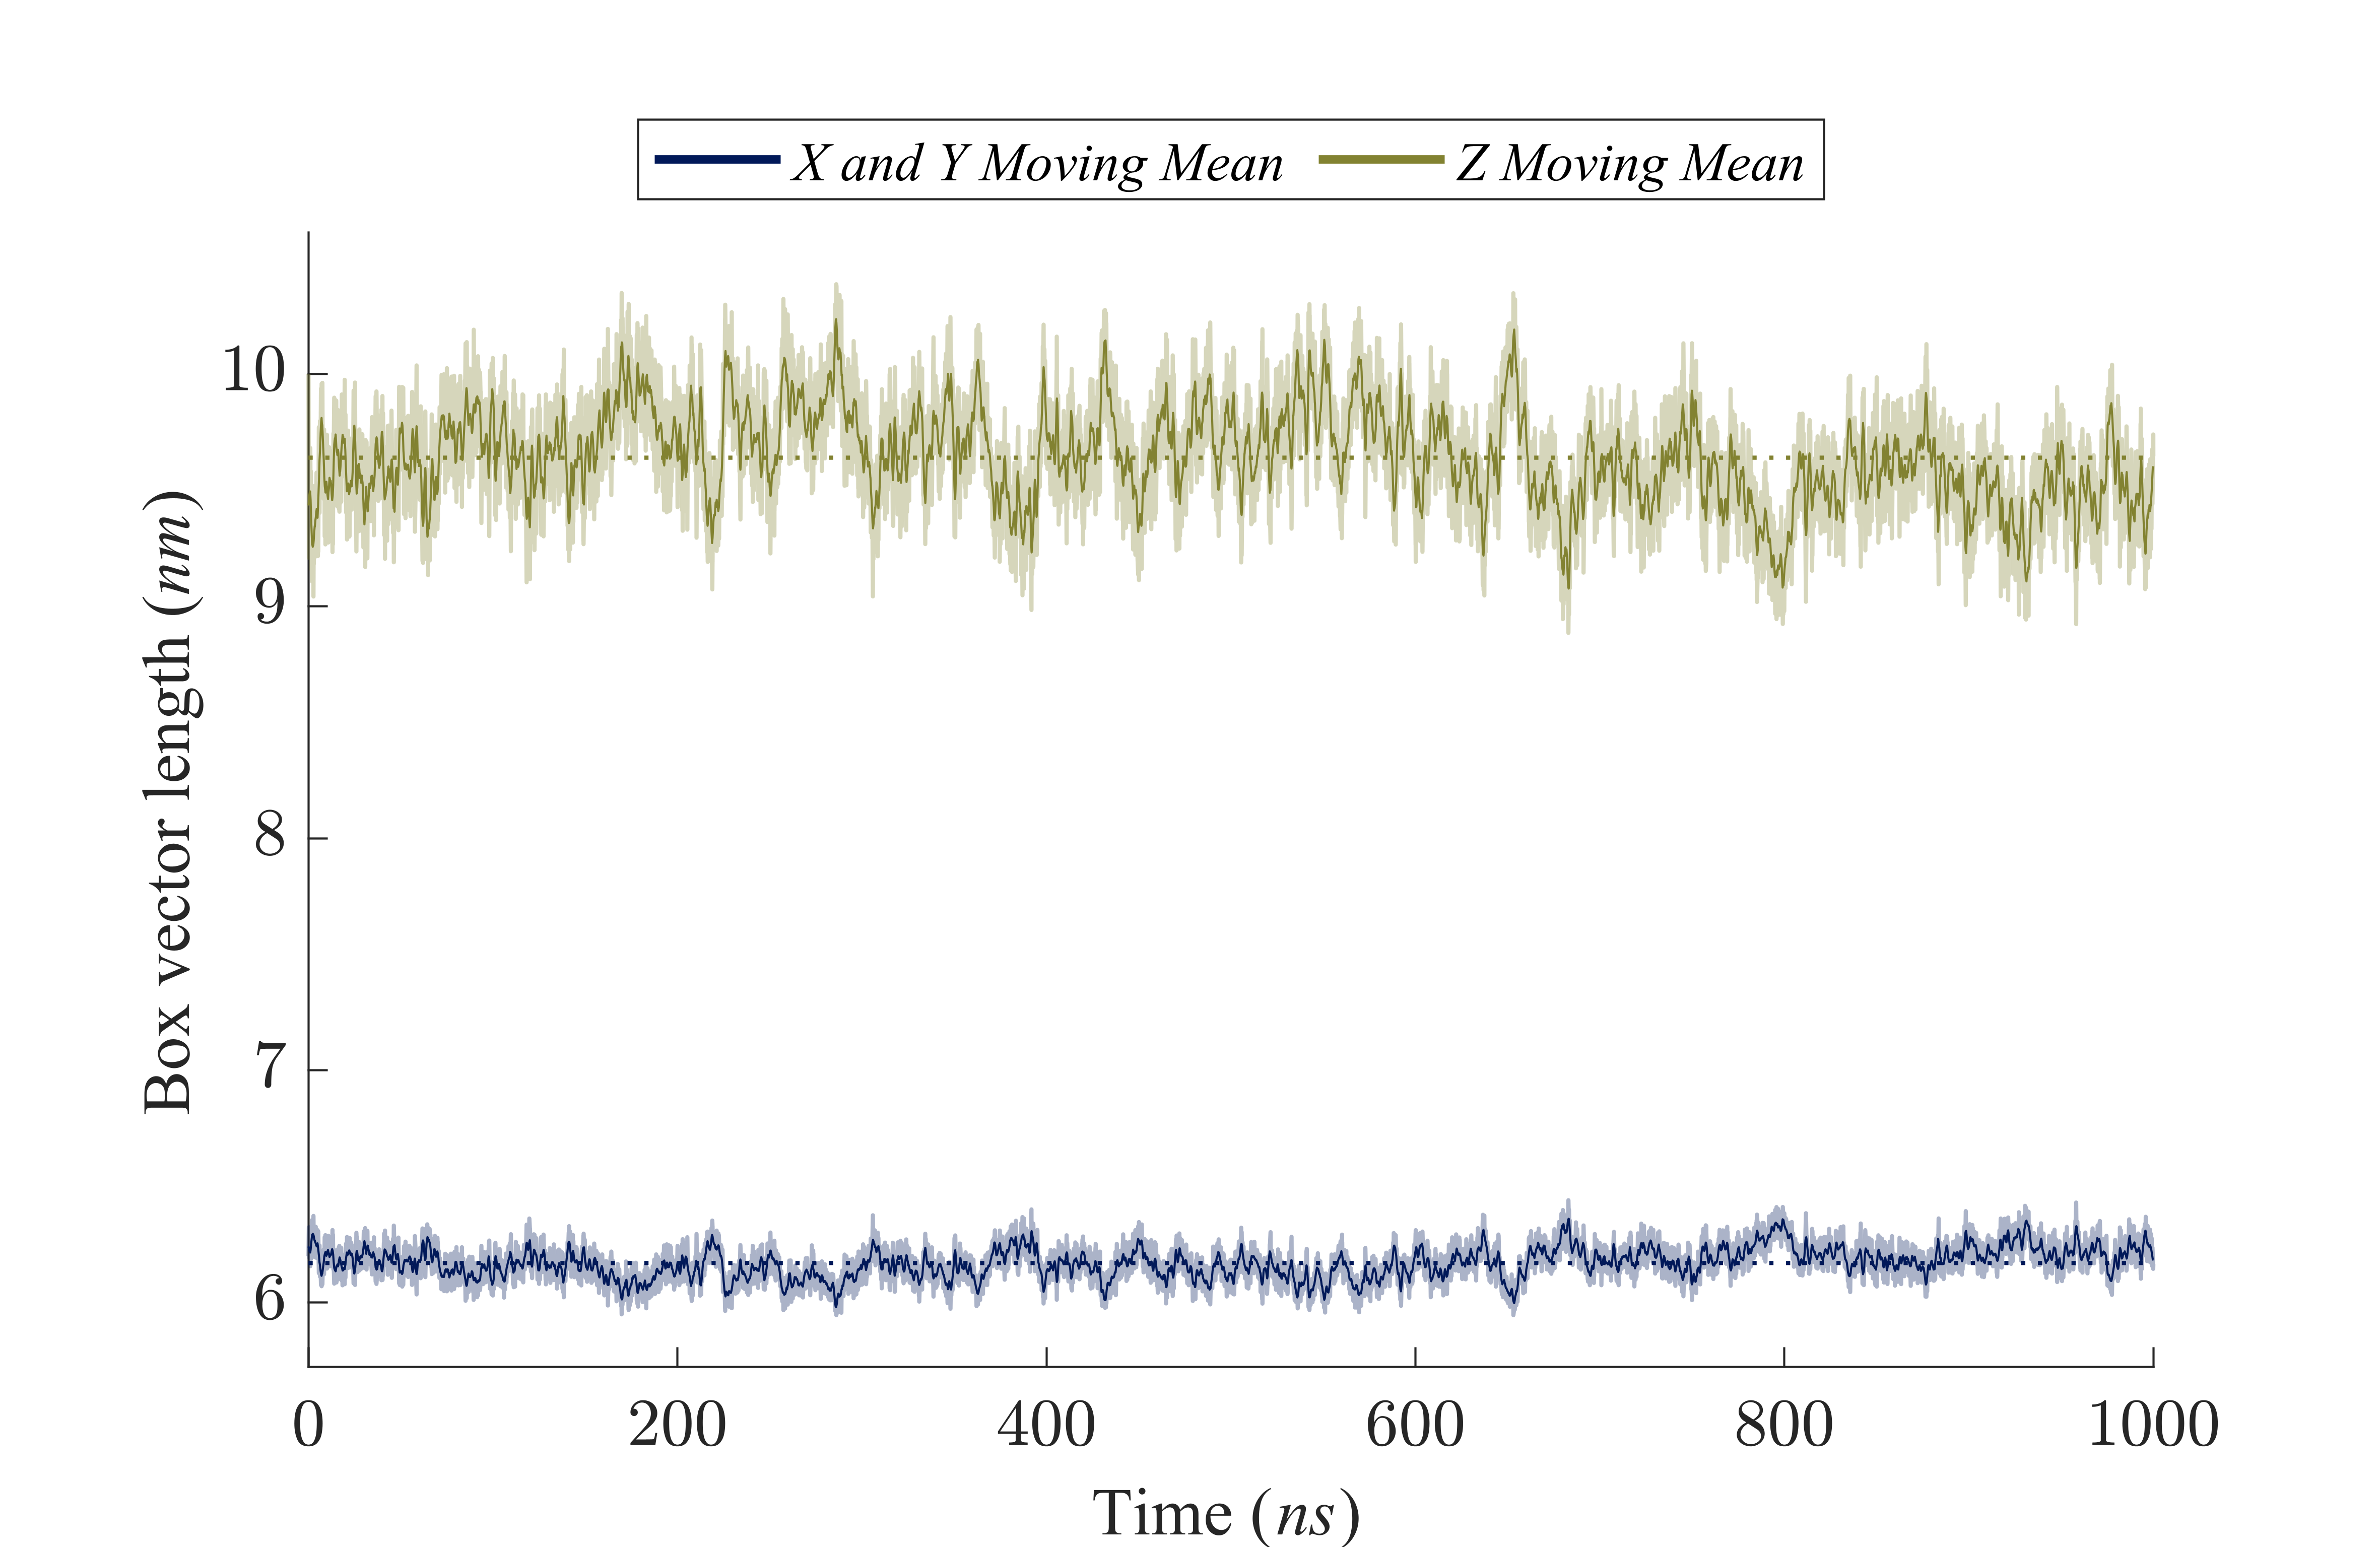 X and Y Moving Mean Z Moving Mean
Box vector length (nm)
10
9
8
7
6
0 200 400 600 800 1000
Time (ns)